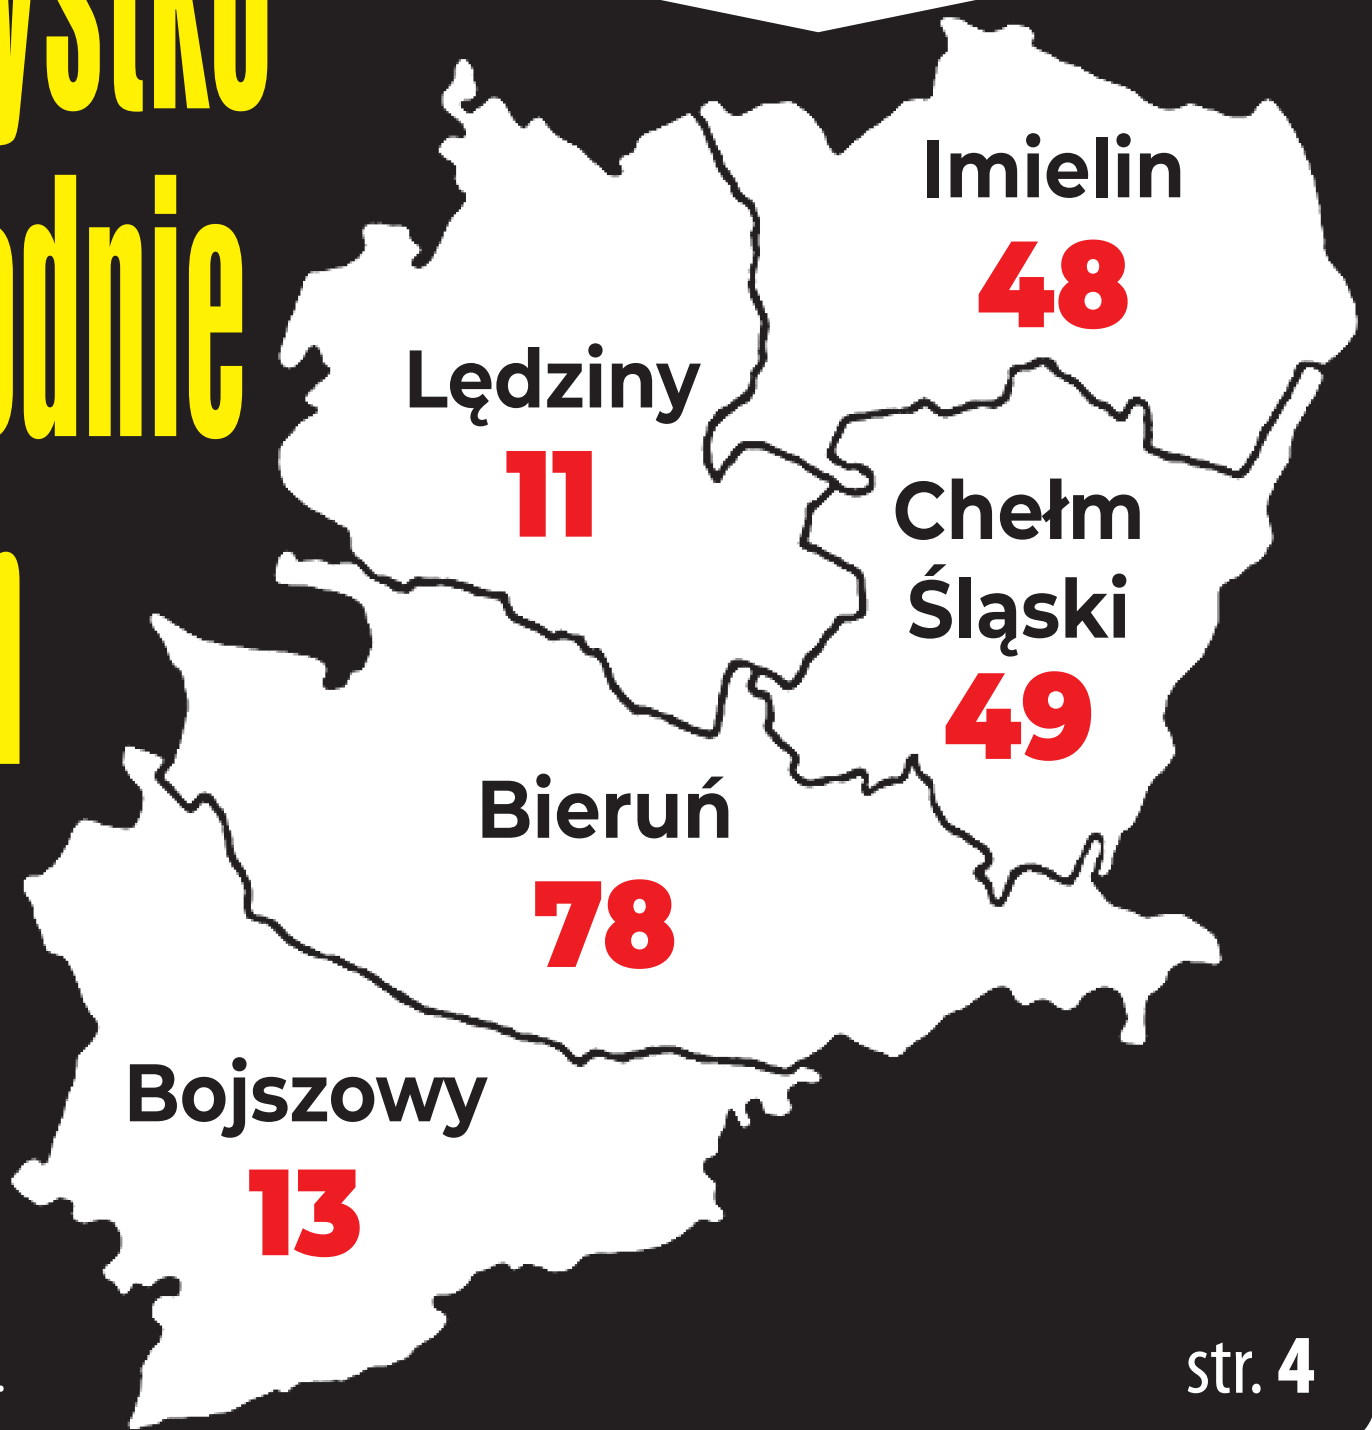 Imielin
48
Lędziny
11
Chełm
Śląski
49
Bieruń
78
Bojszowy
13
str. 4